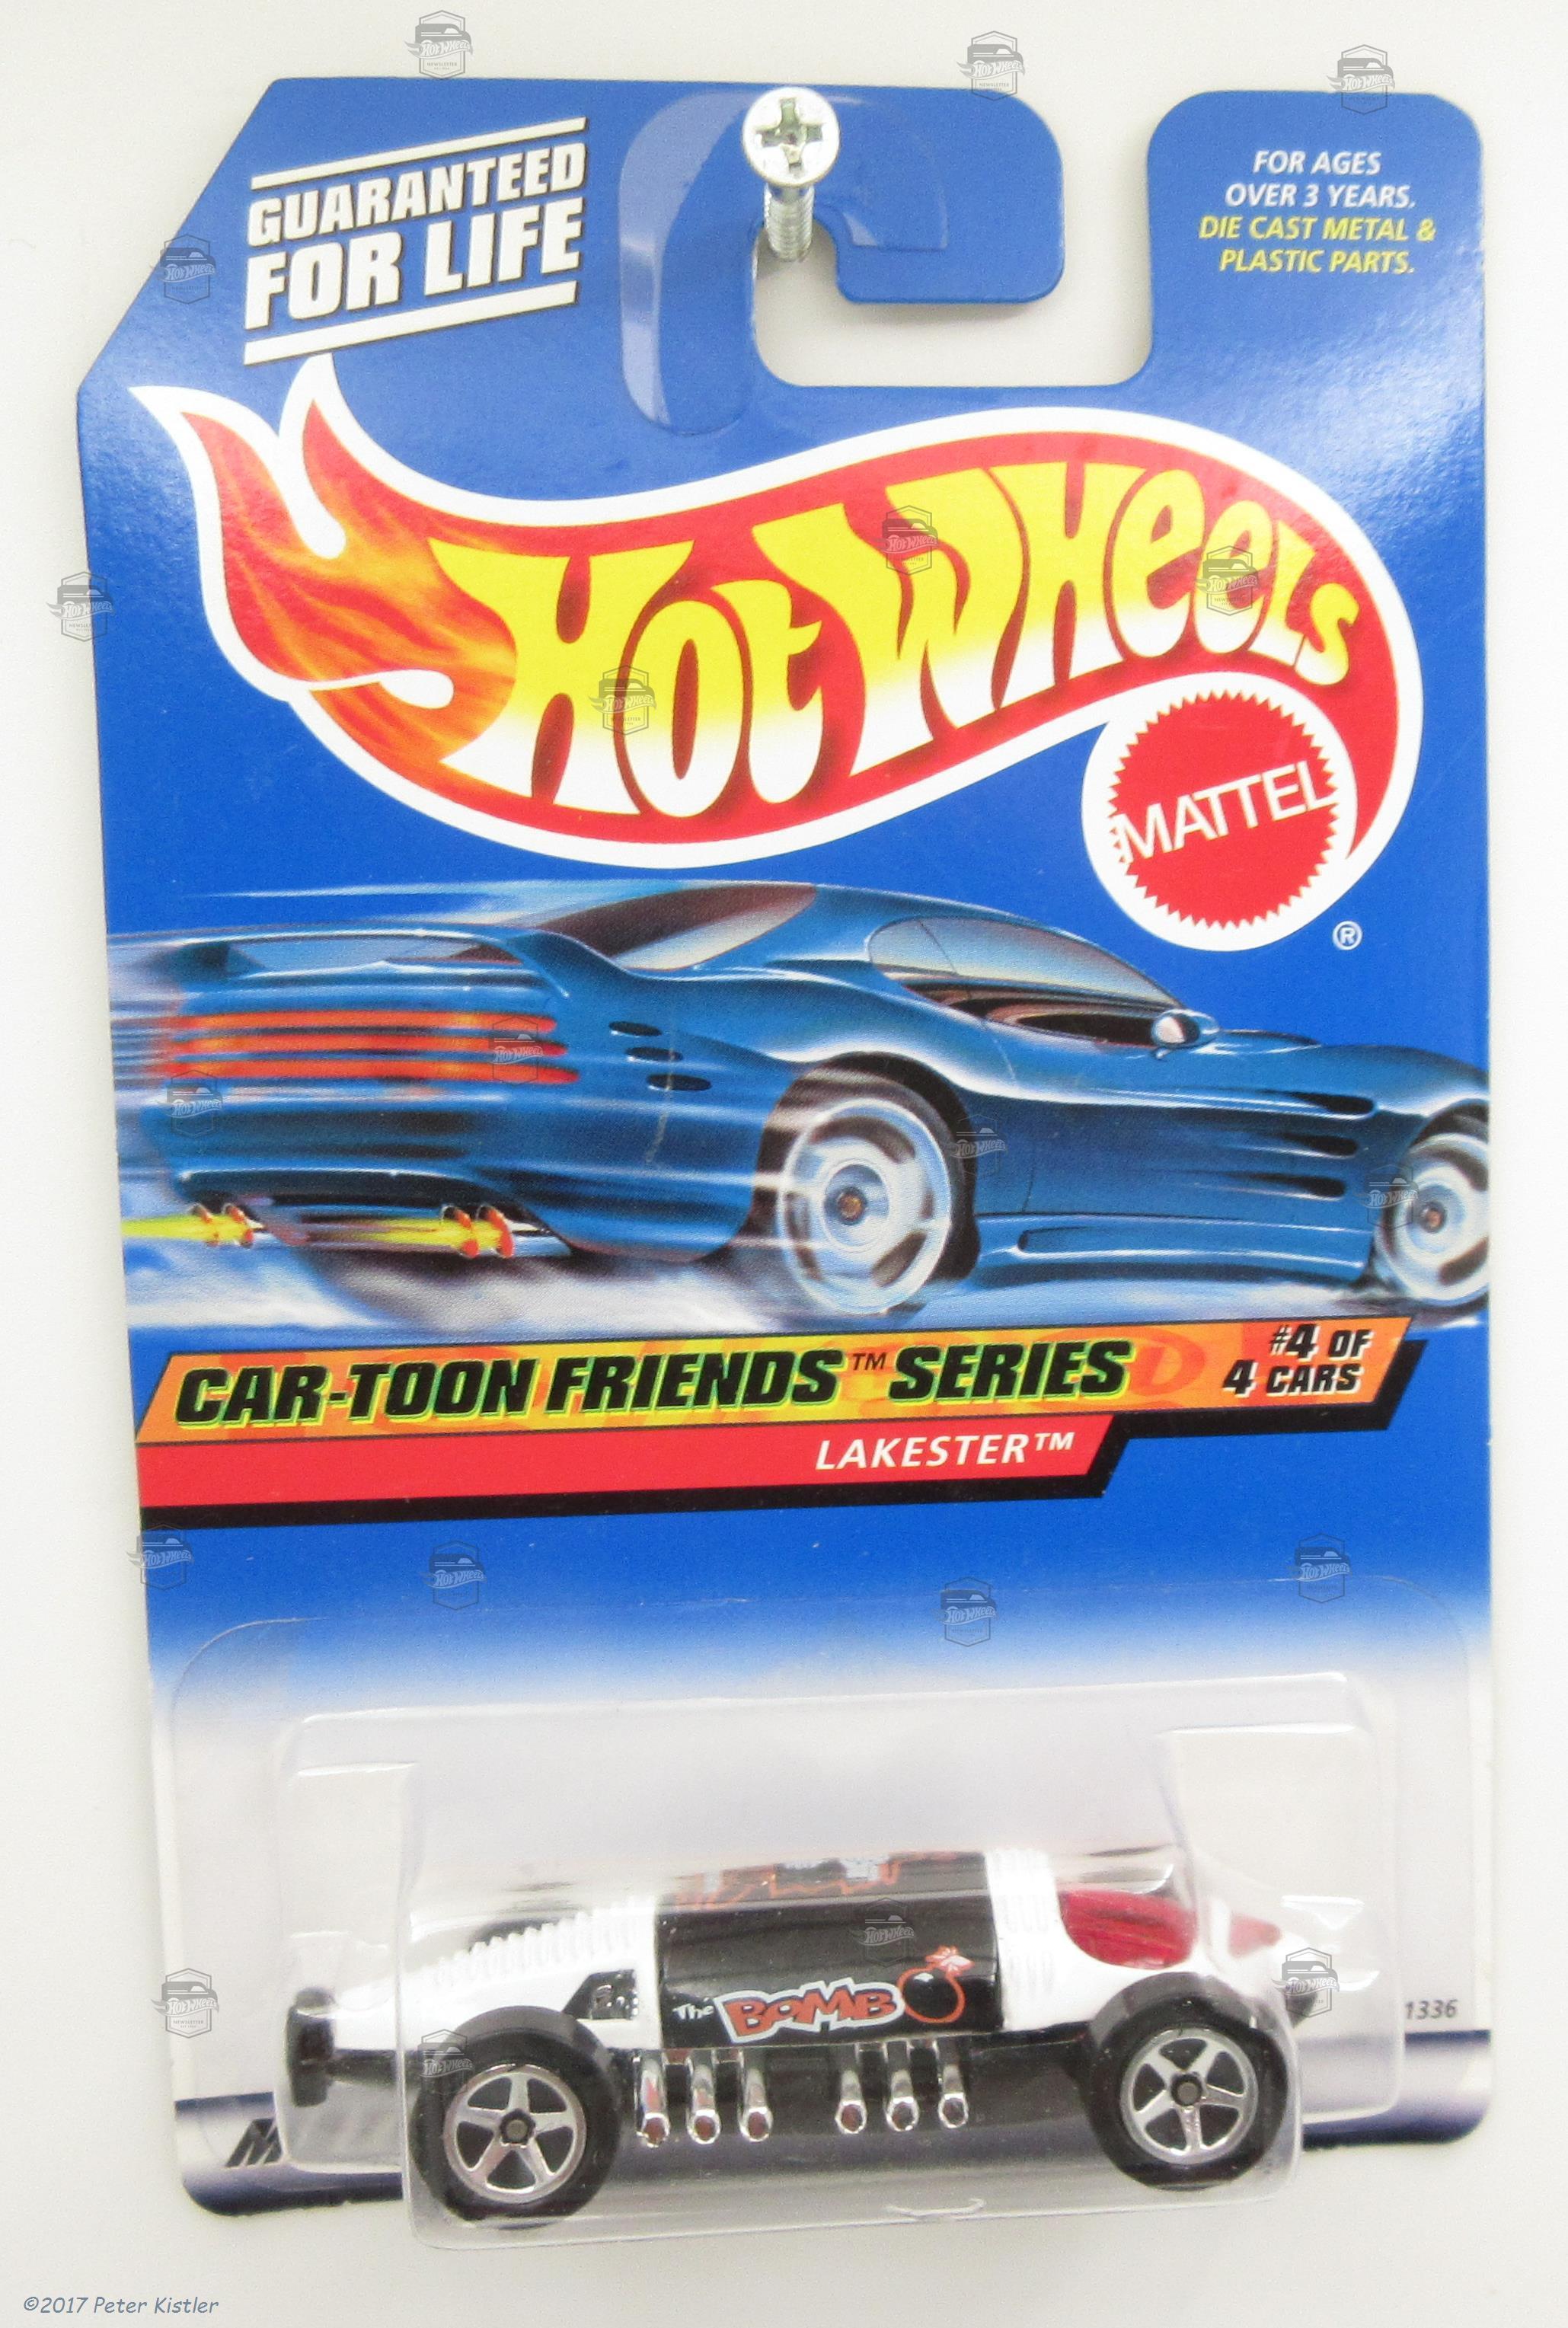 GUARANTEED
FOR LIFE
FOR AGES
OVER 3 YEARS.
DIE CAST METAL &
PLASTIC PARTS.
HOT WHEELS
MATTEL
®
CAR-TOON FRIENDS™ SERIES
#4 OF
4 CARS
LAKESTER™
The BOMB
1336
M
©2017 Peter Kistler